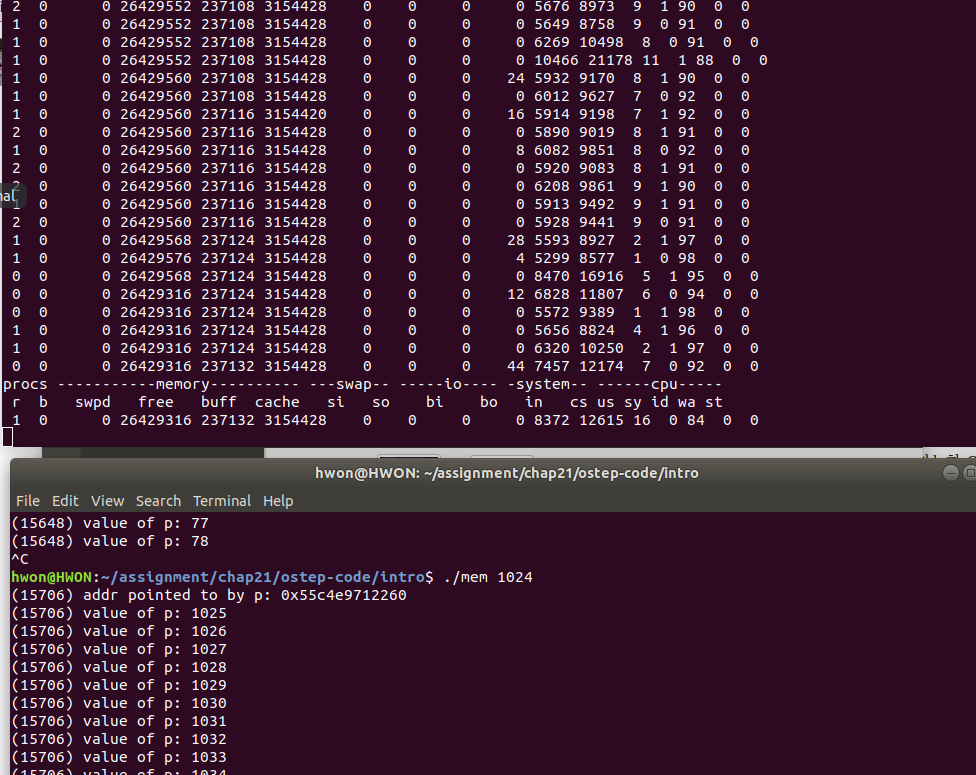 2 0 0 26429552 237108 3154428 0 0 0 0 5676 8973 9 1 90 0 0
1 0 0 26429552 237108 3154428 0 0 0 0 5649 8758 9 0 91 0 0
1 0 0 26429552 237108 3154428 0 0 0 0 6269 10498 8 0 91 0 0
1 0 0 26429552 237108 3154428 0 0 0 0 10466 21178 11 1 88 0 0
1 0 0 26429560 237108 3154428 0 0 0 24 5932 9170 8 1 90 0 0
1 0 0 26429560 237108 3154428 0 0 0 0 6012 9627 7 0 92 0 0
1 0 0 26429560 237116 3154420 0 0 0 16 5914 9198 7 1 92 0 0
2 0 0 26429560 237116 3154428 0 0 0 0 5890 9019 8 1 91 0 0
1 0 0 26429560 237116 3154428 0 0 0 8 6082 9851 8 0 92 0 0
2 0 0 26429560 237116 3154428 0 0 0 0 5920 9083 8 1 91 0 0
2 0 0 26429560 237116 3154428 0 0 0 0 6208 9861 9 1 90 0 0
1 0 0 26429560 237116 3154428 0 0 0 0 5913 9492 9 1 91 0 0
2 0 0 26429560 237116 3154428 0 0 0 0 5928 9441 9 0 91 0 0
1 0 0 26429568 237124 3154428 0 0 0 28 5593 8927 2 1 97 0 0
1 0 0 26429576 237124 3154428 0 0 0 4 5299 8577 1 0 98 0 0
0 0 0 26429568 237124 3154428 0 0 0 0 8470 16916 5 1 95 0 0
0 0 0 26429316 237124 3154428 0 0 0 12 6828 11807 6 0 94 0 0
0 0 0 26429316 237124 3154428 0 0 0 0 5572 9389 1 1 98 0 0
1 0 0 26429316 237124 3154428 0 0 0 0 5656 8824 4 1 96 0 0
1 0 0 26429316 237124 3154428 0 0 0 0 6320 10250 2 1 97 0 0
0 0 0 26429316 237132 3154428 0 0 0 44 7457 12174 7 0 92 0 0
procs -----------memory---------- ---swap-- -----io---- -system-- ------cpu-----
r b swpd free buff cache si so bi bo in cs us sy id wa st
1 0 0 26429316 237132 3154428 0 0 0 0 8372 12615 16 0 84 0 0
hwon@HWON: ~/assignment/chap21/ostep-code/intro
File Edit View Search Terminal Help
(15648) value of p: 77
(15648) value of p: 78
^C
hwon@HWON:~/assignment/chap21/ostep-code/intro$ ./mem 1024
(15706) addr pointed to by p: 0x55c4e9712260
(15706) value of p: 1025
(15706) value of p: 1026
(15706) value of p: 1027
(15706) value of p: 1028
(15706) value of p: 1029
(15706) value of p: 1030
(15706) value of p: 1031
(15706) value of p: 1032
(15706) value of p: 1033
(15706) value of p: 1034